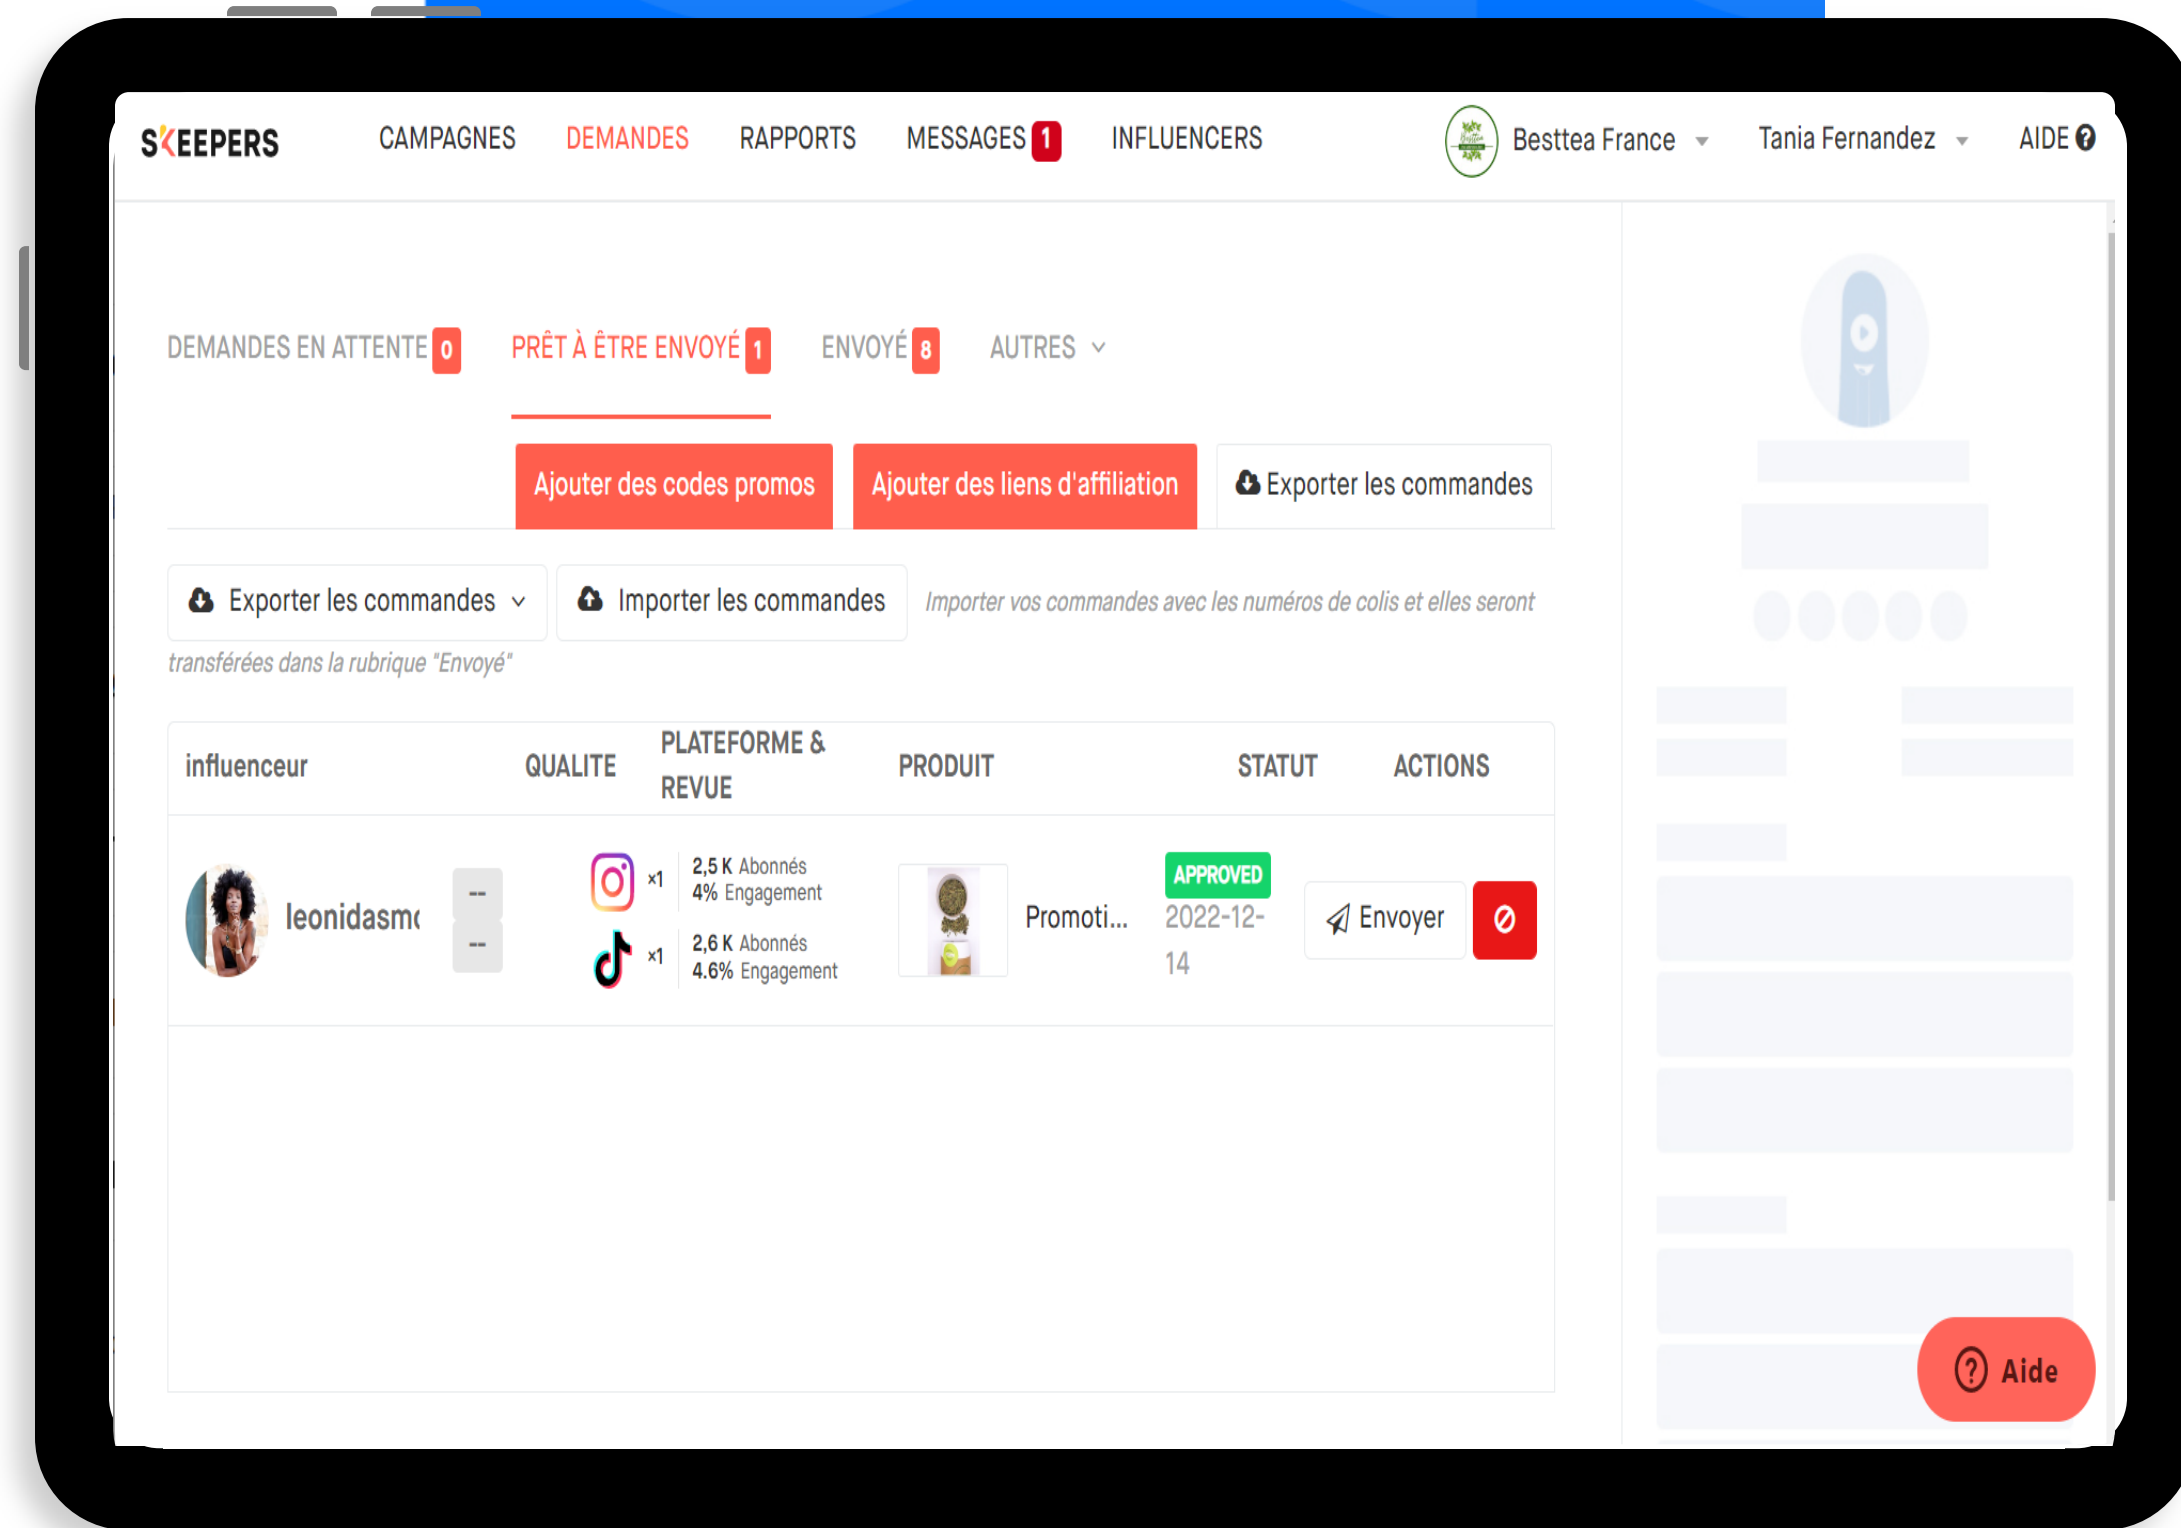 SKEEPERS CAMPAGNES DEMANDES RAPPORTS MESSAGES 1 INFLUENCERS Besttea France Tania Fernandez AIDE
DEMANDES EN ATTENTE 0 PRÊT À ÊTRE ENVOYÉ 1 ENVOYÉ 8 AUTRES
Ajouter des codes promos Ajouter des liens d'affiliation Exporter les commandes
Exporter les commandes Importer les commandes Importer vos commandes avec les numéros de colis et elles seront
transférées dans la rubrique "Envoyé"
influenceur QUALITE PLATEFORME & REVUE PRODUIT STATUT ACTIONS
leonidasmo
--
--
×1 2,5 K Abonnés
4% Engagement
×1 2,6 K Abonnés
4.6% Engagement
Promoti...
APPROVED
2022-12-
14
Envoyer
Aide